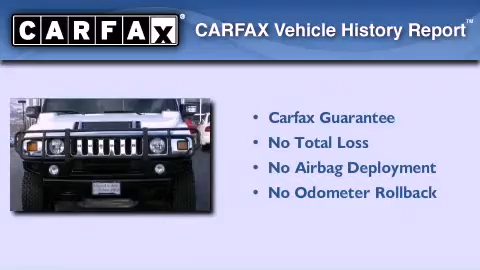 CARFAX® CARFAX Vehicle History Report™
• Carfax Guarantee
• No Total Loss
• No Airbag Deployment
• No Odometer Rollback